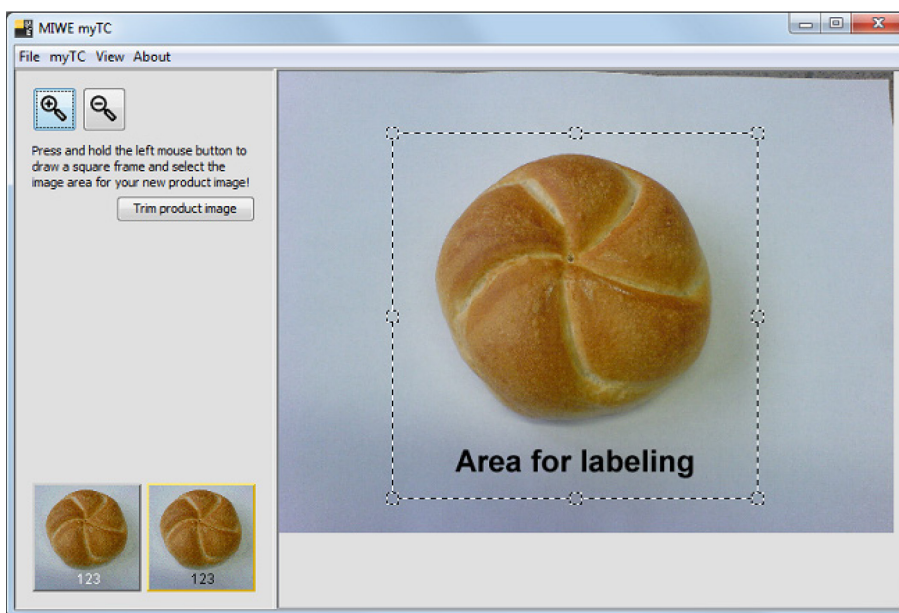 MIWE myTC
File myTC View About
Press and hold the left mouse button to
draw a square frame and select the
image area for your new product image!
Trim product image
Area for labeling
123
123